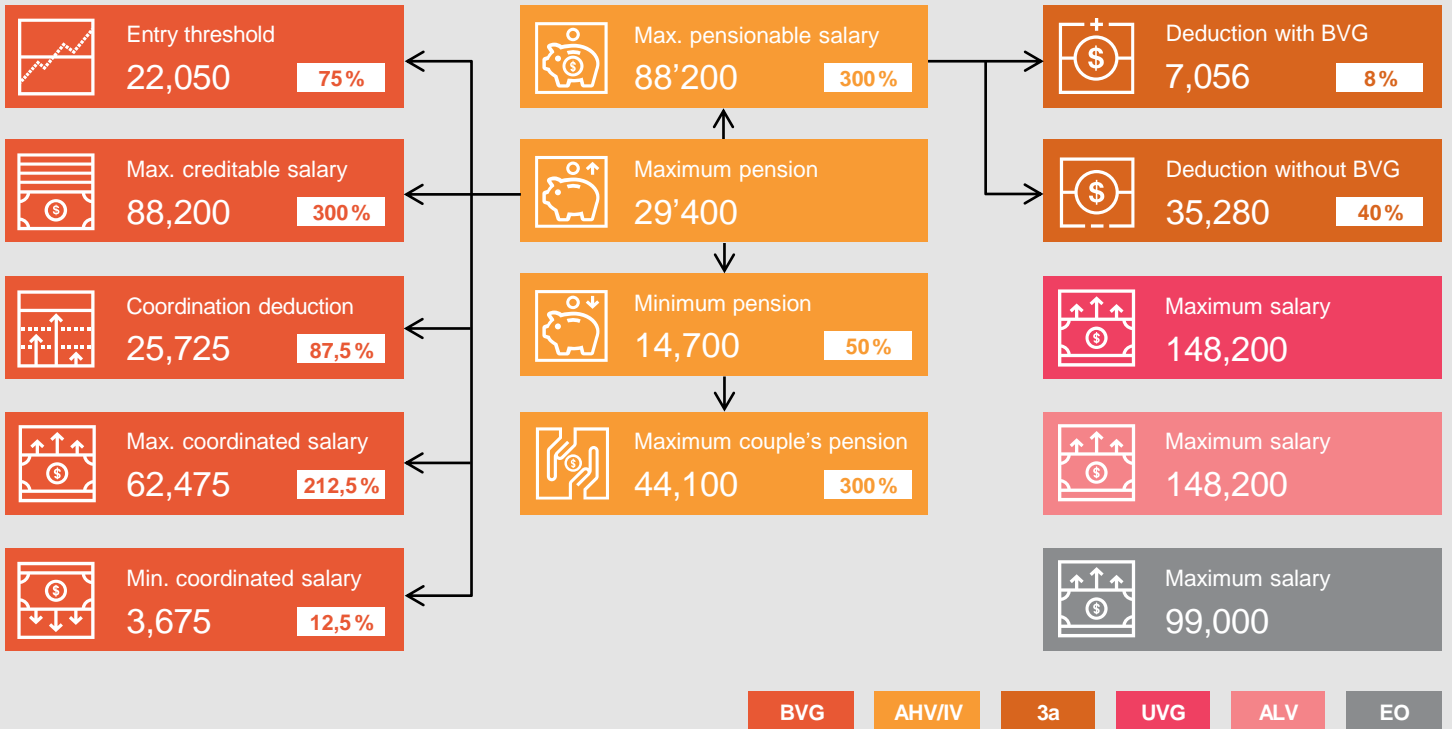 Entry threshold
22,050
75%
Max. creditable salary
88,200
300%
Coordination deduction
25,725
87,5%
Max. coordinated salary
62,475
212,5%
Min. coordinated salary
3,675
12,5%
Max. pensionable salary
88'200
300%
Maximum pension
29'400
Minimum pension
14,700
50%
Maximum couple's pension
44,100
300%
Deduction with BVG
7,056
8%
Deduction without BVG
35,280
40%
Maximum salary
148,200
Maximum salary
148,200
Maximum salary
99,000
BVG
AHV/IV
3a
UVG
ALV
EO